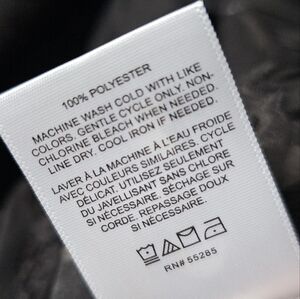 100% POLYESTER
MACHINE WASH COLD WITH LIKE
COLORS, GENTLE CYCLE ONLY. NON-
CHLORINE BLEACH WHEN NEEDED.
LINE DRY. COOL IRON IF NEEDED.
LAVER À LA MACHINE À L'EAU FROIDE
AVEC COULEURS SIMILAIRES, CYCLE
DÉLICAT. UTILISEZ SEULEMENT
DU JAVELLISANT SANS CHLORE
SI NÉCESSAIRE. SÉCHAGE SUR
CORDE. REPASSAGE DOUX
SI NÉCESSAIRE.
RN# 55285